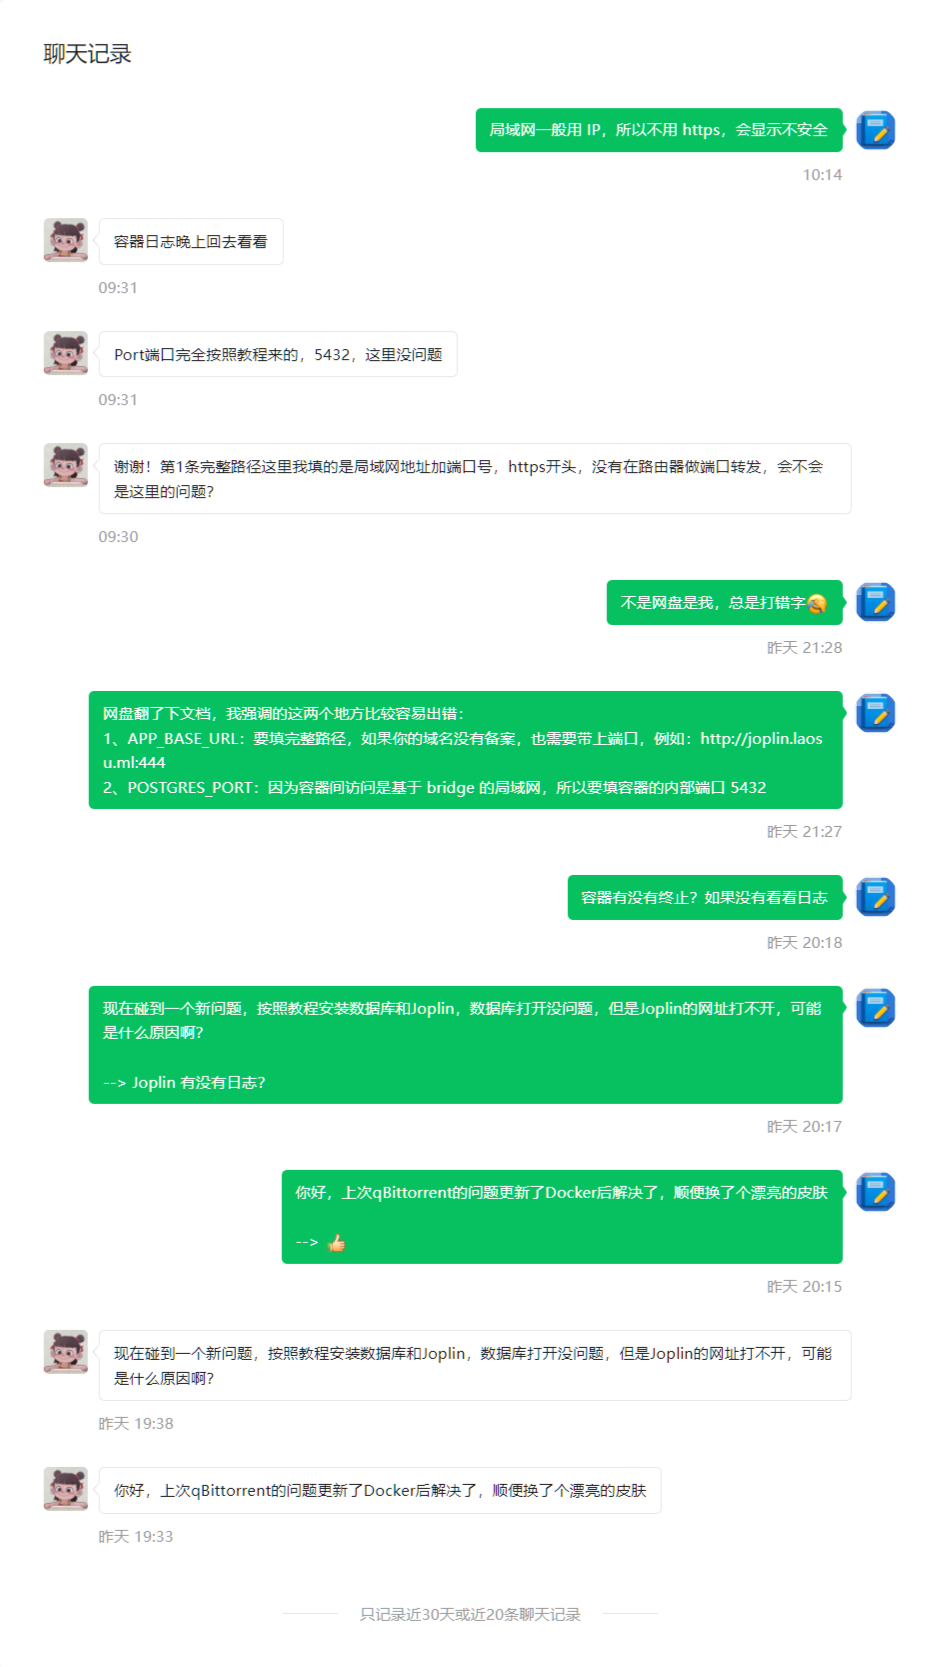 聊天记录
局域网一般用 IP，所以不用 https，会显示不安全
10:14
容器日志晚上回去看看
09:31
Port端口完全按照教程来的，5432，这里没问题
09:31
谢谢！第1条完整路径这里我填的是局域网地址加端口号，https开头，没有在路由器做端口转发，会不会
是这里的问题？
09:30
不是网盘是我，总是打错字🤣
昨天 21:28
网盘翻了下文档，我强调的这两个地方比较容易出错：
1、APP_BASE_URL：要填完整路径，如果你的域名没有备案，也需要带上端口，例如：http://joplin.laos
u.ml:444
2、POSTGRES_PORT：因为容器间访问是基于 bridge 的局域网，所以要填容器的内部端口 5432
昨天 21:27
容器有没有终止？如果没有看看日志
昨天 20:18
现在碰到一个新问题，按照教程安装数据库和Joplin，数据库打开没问题，但是Joplin的网址打不开，可能
是什么原因啊？
--> Joplin 有没有日志？
昨天 20:17
你好，上次qBittorrent的问题更新了Docker后解决了，顺便换了个漂亮的皮肤
--> 👍
昨天 20:15
现在碰到一个新问题，按照教程安装数据库和Joplin，数据库打开没问题，但是Joplin的网址打不开，可能
是什么原因啊？
昨天 19:38
你好，上次qBittorrent的问题更新了Docker后解决了，顺便换了个漂亮的皮肤
昨天 19:33
只记录近30天或近20条聊天记录